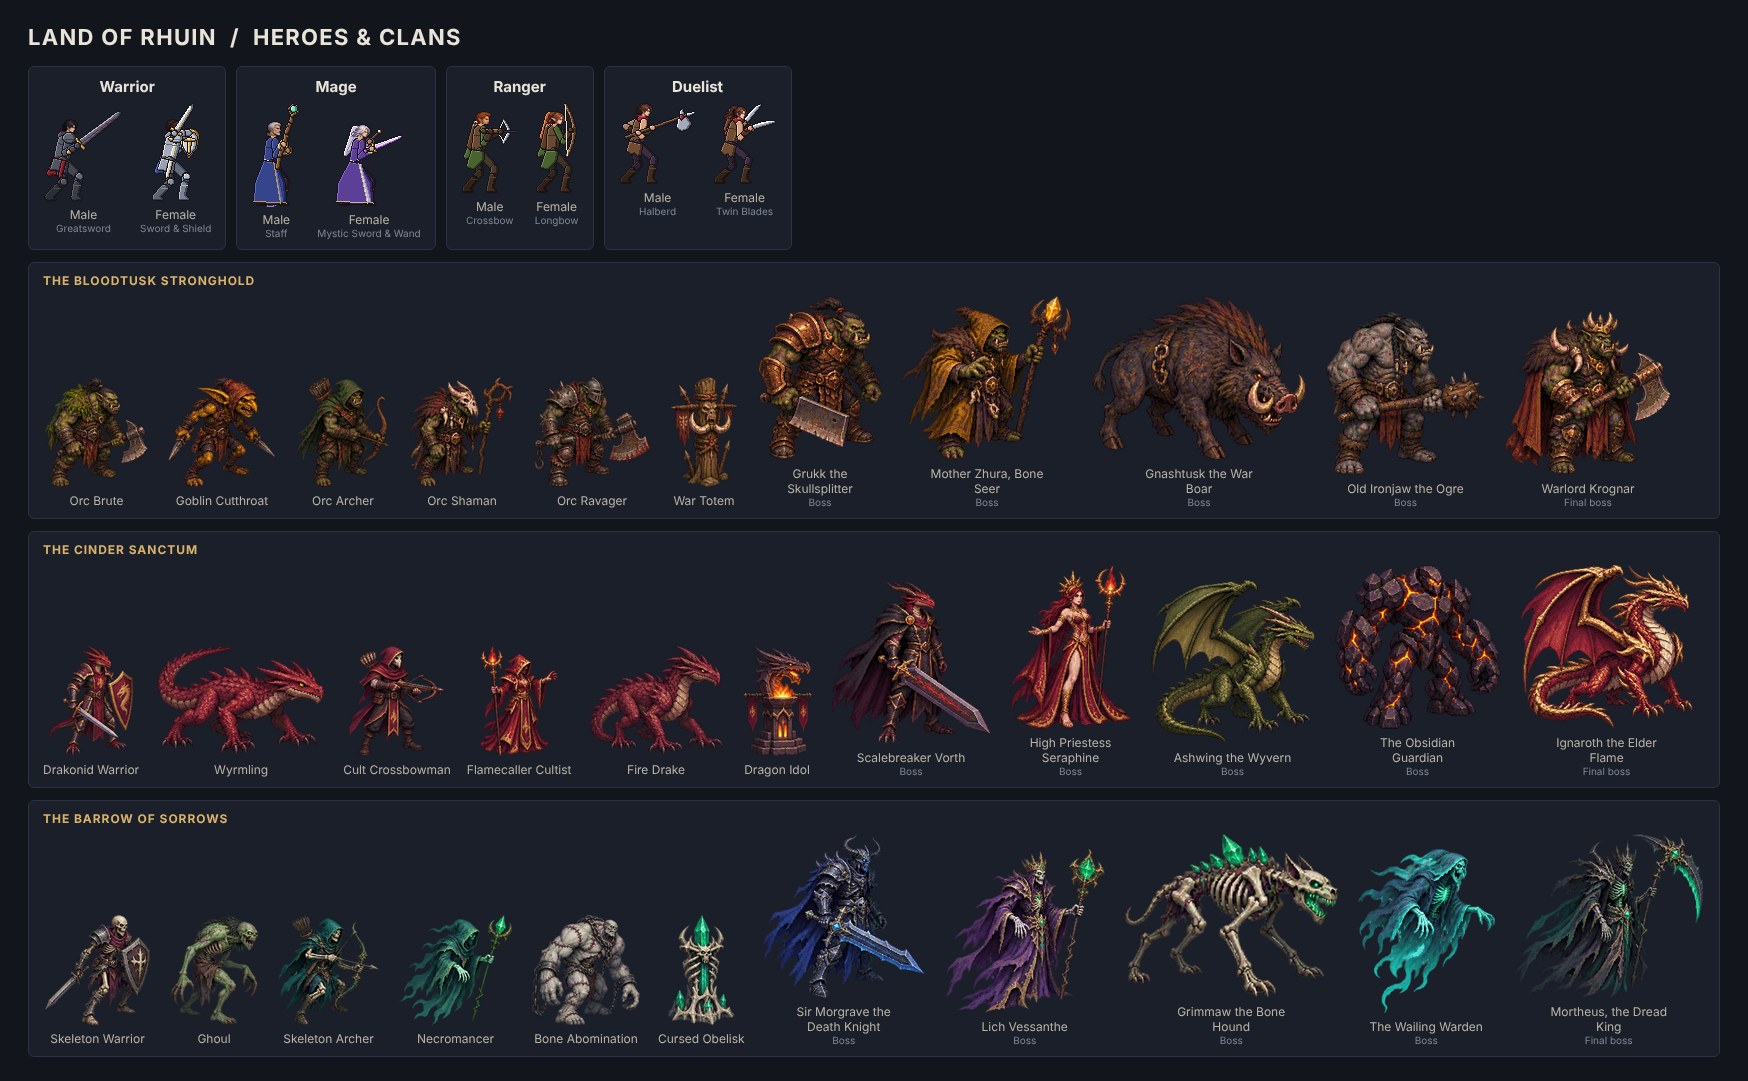 LAND OF RHUIN / HEROES & CLANS
Warrior
Male
Greatsword
Female
Sword & Shield
Mage
Male
Staff
Female
Mystic Sword & Wand
Ranger
Male
Crossbow
Female
Longbow
Duelist
Male
Halberd
Female
Twin Blades
THE BLOODTUSK STRONGHOLD
Orc Brute
Goblin Cutthroat
Orc Archer
Orc Shaman
Orc Ravager
War Totem
Grukk the
Skullsplitter
Boss
Mother Zhura, Bone
Seer
Boss
Gnashtusk the War
Boar
Boss
Old Ironjaw the Ogre
Boss
Warlord Krognar
Final boss
THE CINDER SANCTUM
Drakonid Warrior
Wyrmling
Cult Crossbowman
Flamecaller Cultist
Fire Drake
Dragon Idol
Scalebreaker Vorth
Boss
High Priestess
Seraphine
Boss
Ashwing the Wyvern
Boss
The Obsidian
Guardian
Boss
Ignaroth the Elder
Flame
Final boss
THE BARROW OF SORROWS
Skeleton Warrior
Ghoul
Skeleton Archer
Necromancer
Bone Abomination
Cursed Obelisk
Sir Morgrave the
Death Knight
Boss
Lich Vessanthe
Boss
Grimmaw the Bone
Hound
Boss
The Wailing Warden
Boss
Mortheus, the Dread
King
Final boss